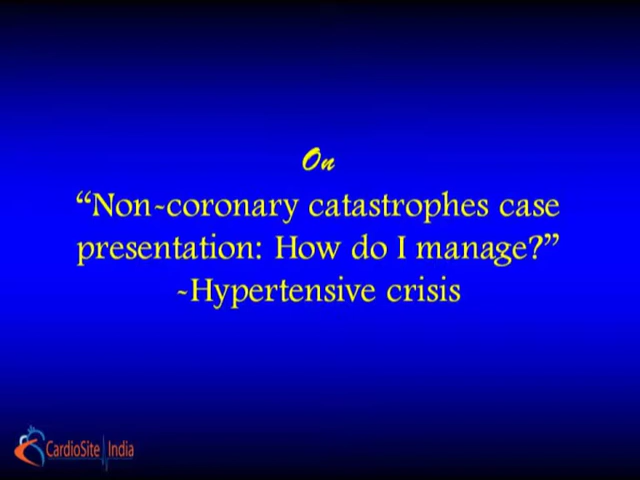 On
“Non-coronary catastrophes case
presentation: How do I manage?”
-Hypertensive crisis
CardioSite India